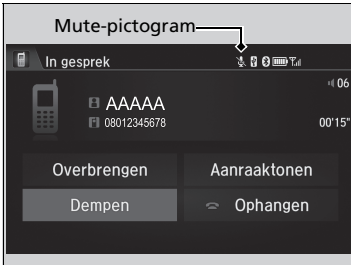 Mute-pictogram
In gesprek
06
AAAAA
08012345678
00'15"
Overbrengen
Aanraaktonen
Dempen
Ophangen